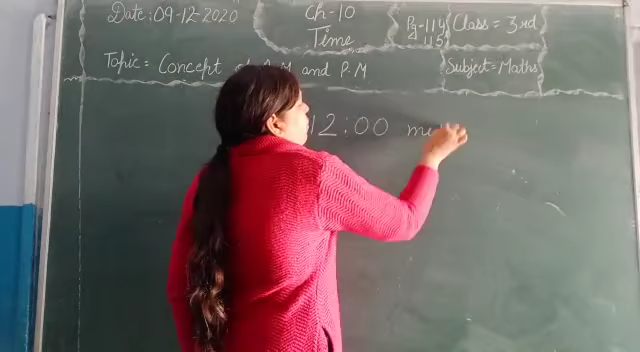 Date:09-12-2020
Ch-10
Time
Pg-114
115
Class = 3rd
Topic = Concept and P.M
Subject = Maths
12:00